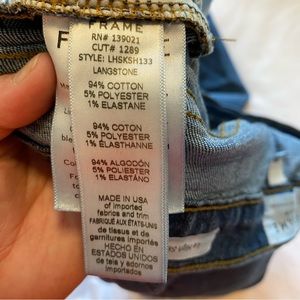 FRAME
RN# 139021
CUT# 1289
STYLE: LHSKSH133
LANGSTONE
94% COTTON
5% POLYESTER
1% ELASTANE
94% COTON
5% POLYESTER
1% ÉLASTHANNE
94% ALGODÓN
5% POLIESTER
1% ELASTANO
MADE IN USA
of imported
fabrics and trim
FABRIQUÉ AUX ÉTATS-UNIS
de tissus et de
garnitures importés
HECHO EN
ESTADOS UNIDOS
de tela y adornos
importados